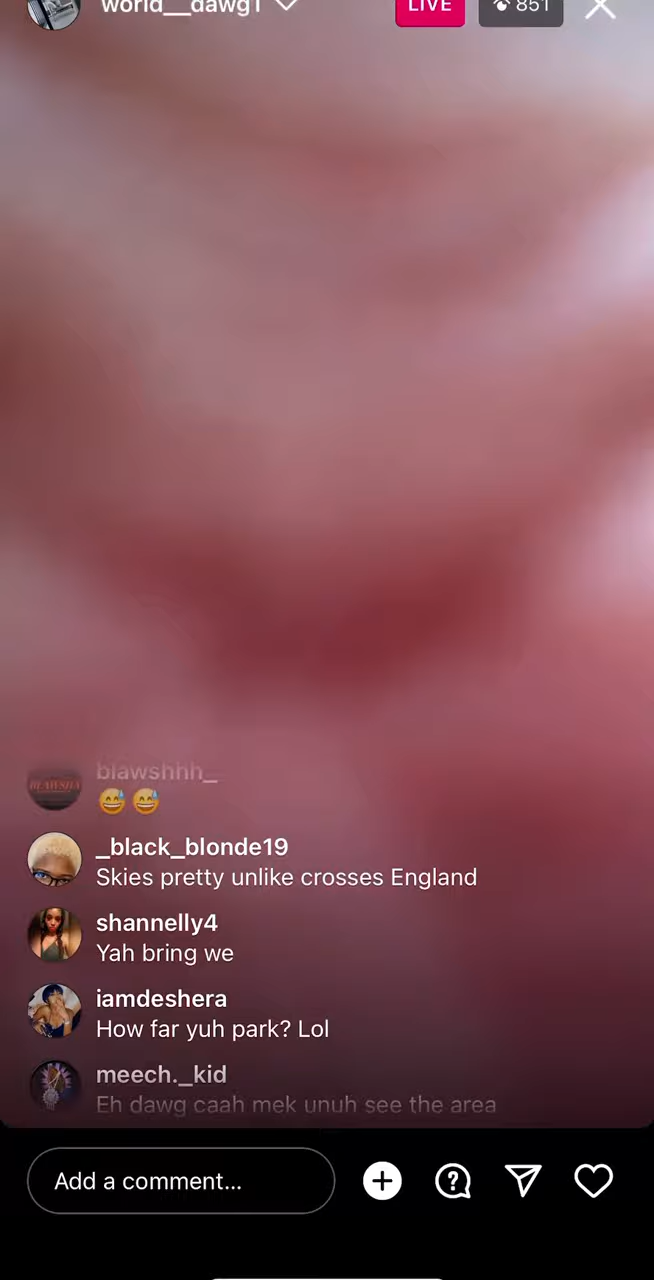 world__dawg1
LIVE
851
blawshhh_
😅😅
_black_blonde19
Skies pretty unlike crosses England
shannelly4
Yah bring we
iamdeshera
How far yuh park? Lol
meech._kid
Eh dawg caah mek unuh see the area
Add a comment...